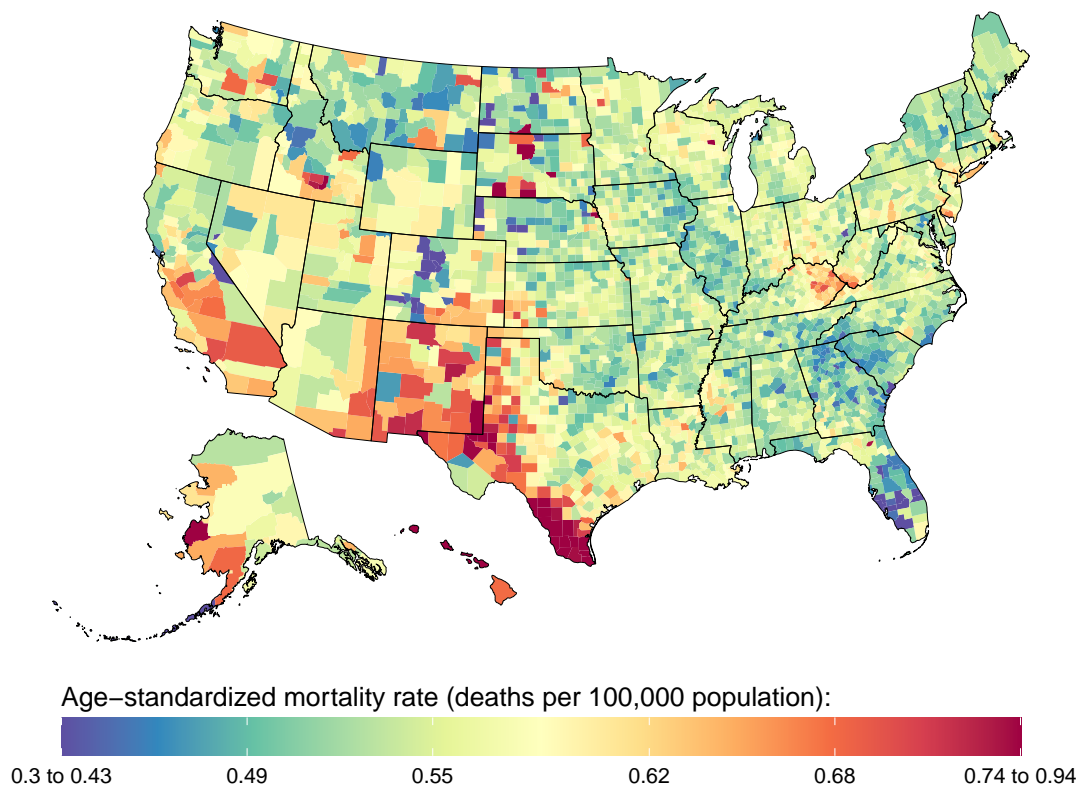 Age−standardized mortality rate (deaths per 100,000 population):
0.3 to 0.43 0.49 0.55 0.62 0.68 0.74 to 0.94